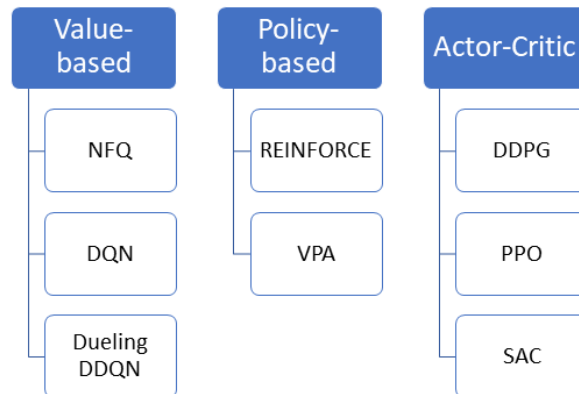 Value-
based
NFQ
DQN
Dueling
DDQN
Policy-
based
REINFORCE
VPA
Actor-Critic
DDPG
PPO
SAC